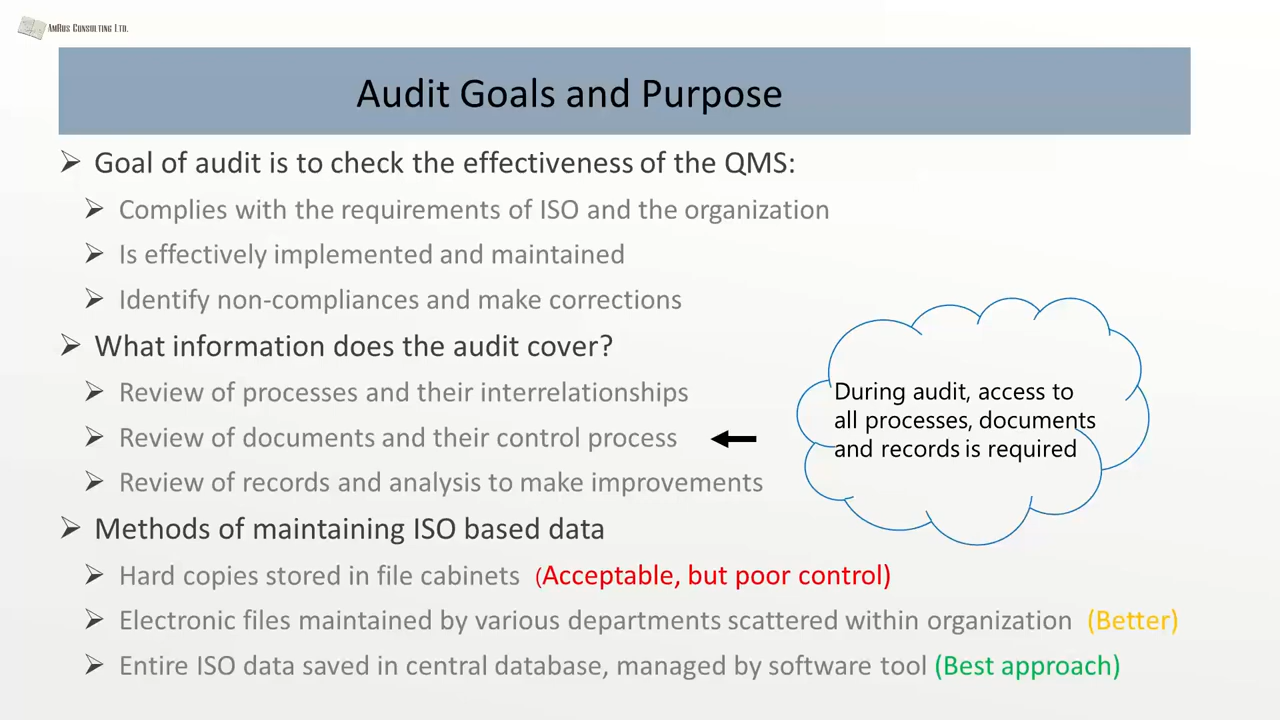 AmRus Consulting Ltd.
Audit Goals and Purpose
Goal of audit is to check the effectiveness of the QMS:
Complies with the requirements of ISO and the organization
Is effectively implemented and maintained
Identify non-compliances and make corrections
What information does the audit cover?
Review of processes and their interrelationships
Review of documents and their control process
Review of records and analysis to make improvements
During audit, access to
all processes, documents
and records is required
Methods of maintaining ISO based data
Hard copies stored in file cabinets (Acceptable, but poor control)
Electronic files maintained by various departments scattered within organization (Better)
Entire ISO data saved in central database, managed by software tool (Best approach)